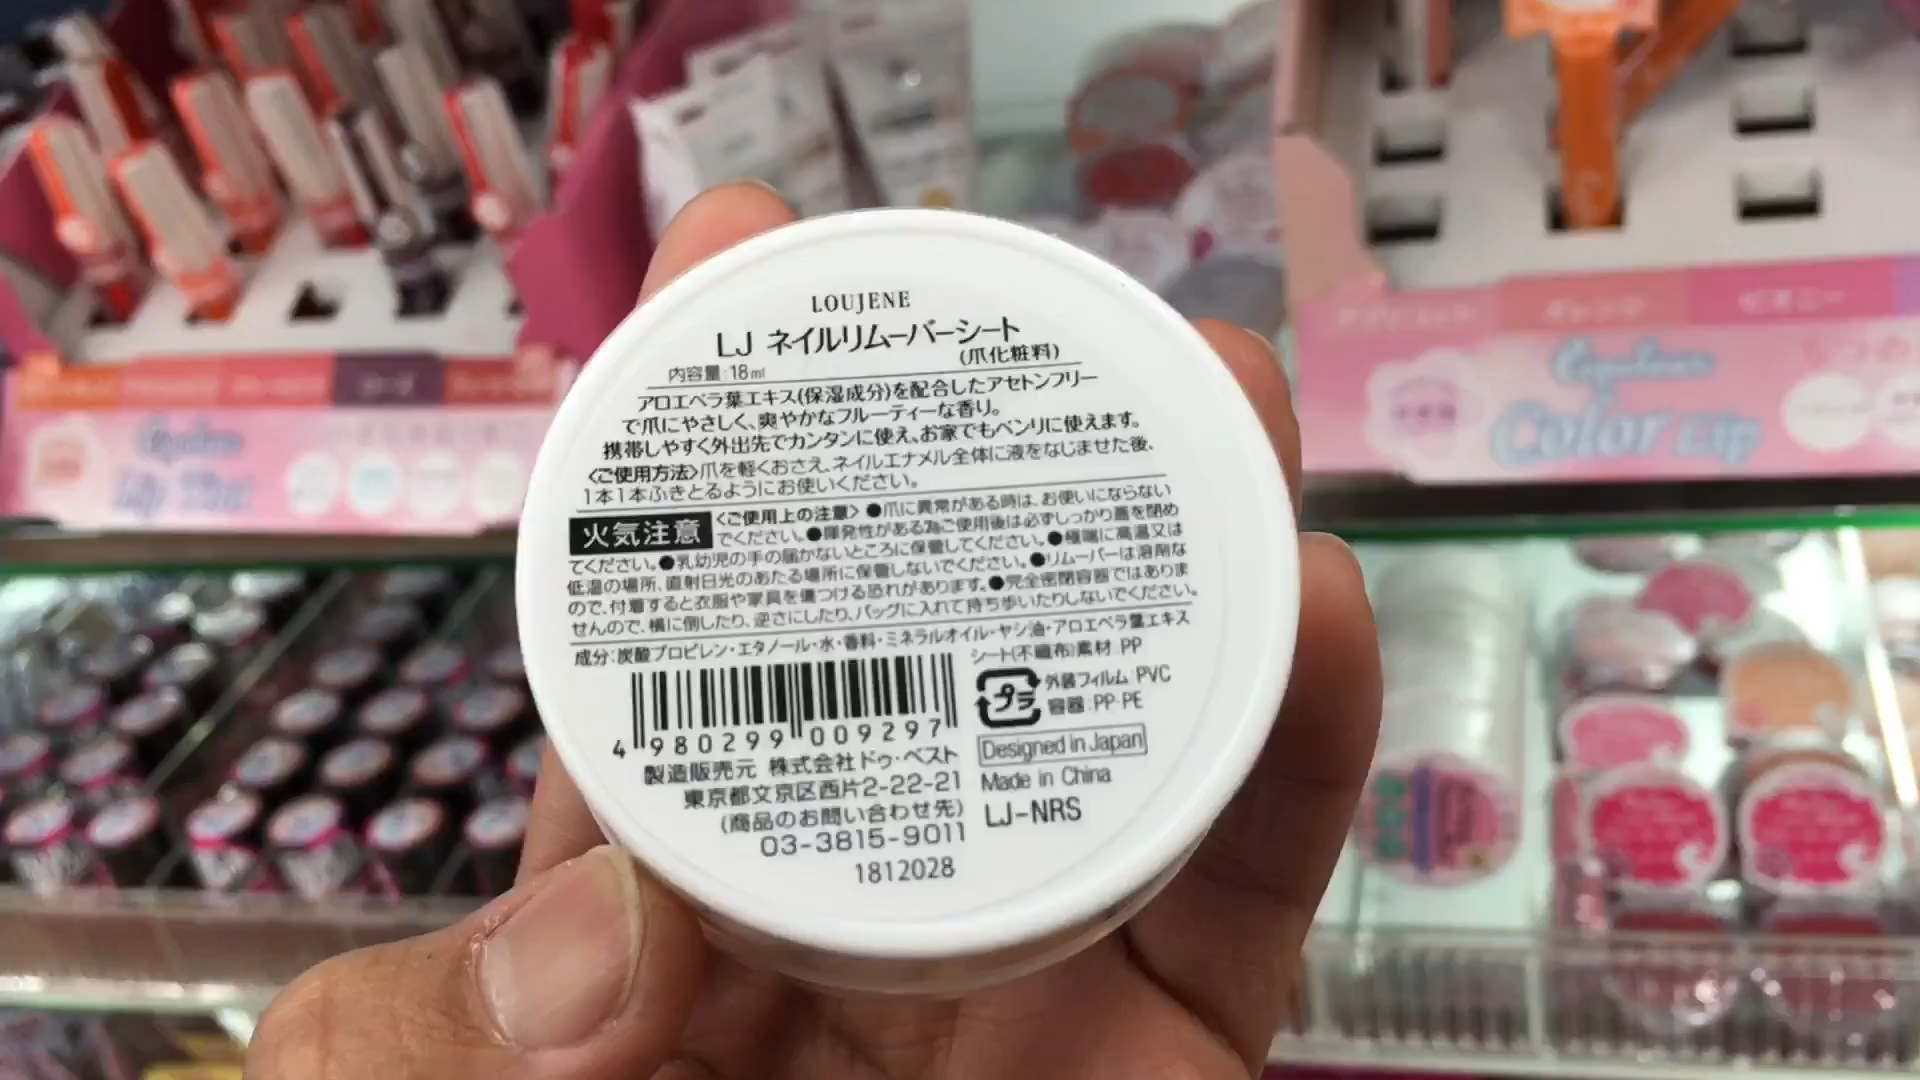 LOUJENE
LJ ネイルリムーバーシート
(爪化粧料)
内容量:18ml
アロエベラ葉エキス(保湿成分)を配合したアセトンフリー
で爪にやさしく、爽やかなフルーティーな香り。
携帯しやすく外出先でカンタンに使え、お家でもベンリに使えます。
〈ご使用方法〉爪を軽くおさえ、ネイルエナメル全体に液をなじませた後、
1本1本ふきとるようにお使いください。
火気注意
〈ご使用上の注意〉●爪に異常がある時は、お使いにならない
でください。●揮発性がある為ご使用後は必ずしっかり蓋を閉め
てください。●乳幼児の手の届かないところに保管してください。●極端に高温又は
低温の場所、直射日光のあたる場所に保管しないでください。●リムーバーは溶剤な
ので、付着すると衣服や家具を傷つける恐れがあります。●完全密閉容器ではありま
せんので、横に倒したり、逆さにしたり、バッグに入れて持ち歩いたりしないでください。
成分:炭酸プロピレン・エタノール・水・香料・ミネラルオイル・ヤシ油・アロエベラ葉エキス
シート(不織布)素材:PP
プラ
外装フィルム:PVC
容器:PP・PE
4 980299 009297
Designed in Japan
Made in China
LJ-NRS
製造販売元 株式会社ドゥ・ベスト
東京都文京区西片2-22-21
(商品のお問い合わせ先)
03-3815-9011
1812028
Color Lip